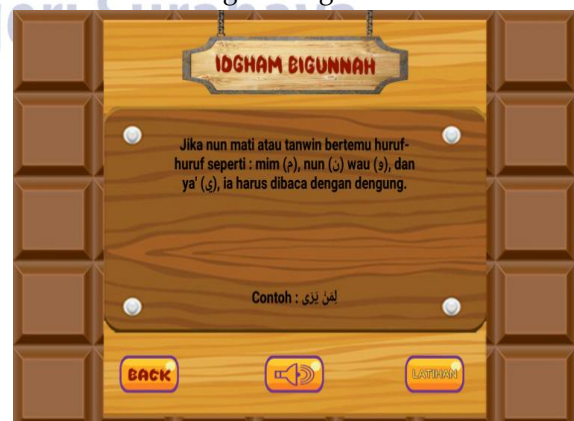 IDGHAM BIGUNNAH
Jika nun mati atau tanwin bertemu huruf-
huruf seperti : mim (م), nun (ن) wau (و), dan
ya' (ي), ia harus dibaca dengan dengung.
Contoh : لِمَنْ يَرَى
BACK
LATIHAN